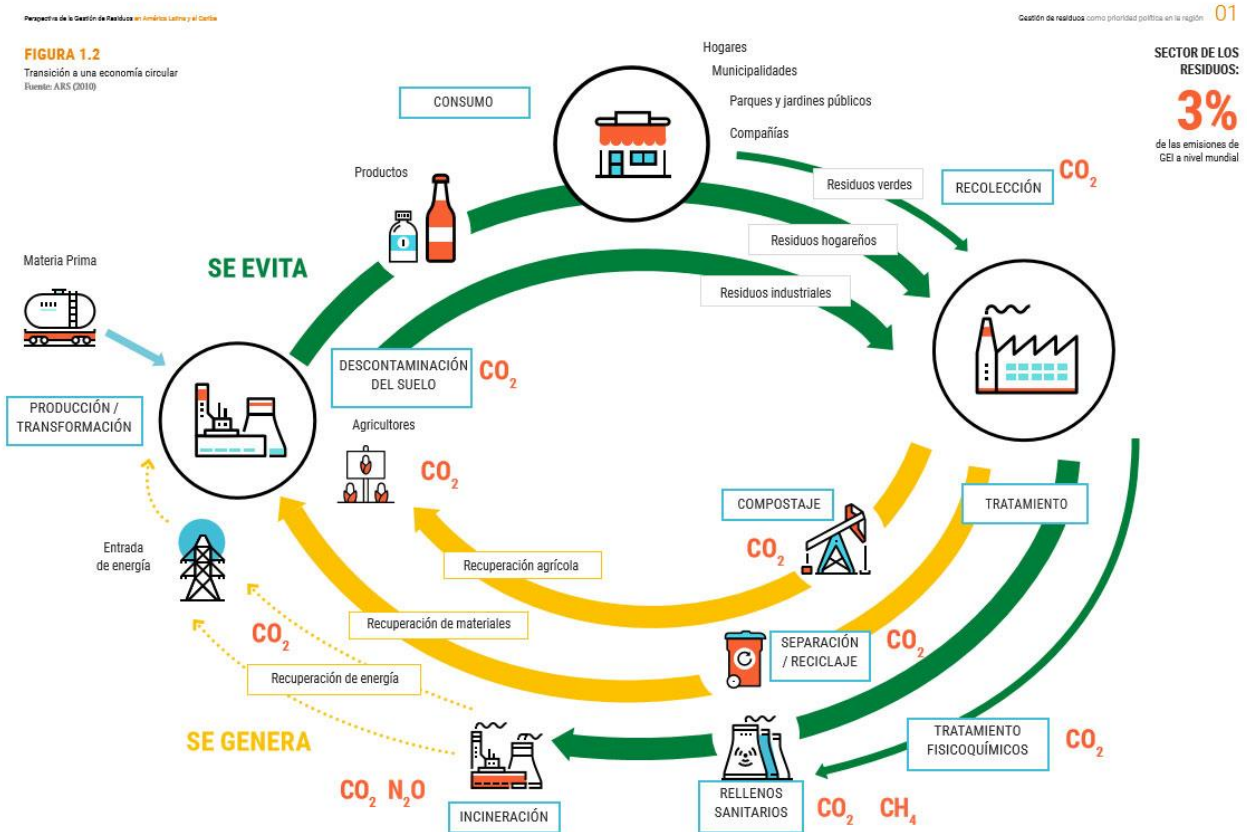 Perspectiva de la Gestión de Residuos en América Latina y el Caribe
Gestión de residuos como prioridad política en la región 01
FIGURA 1.2
Transición a una economía circular
Fuente: ARS (2010)
SECTOR DE LOS
RESIDUOS:
3%
de las emisiones de
GEI a nivel mundial
Hogares
Municipalidades
Parques y jardines públicos
Compañías
CONSUMO
Productos
Residuos verdes
RECOLECCIÓN
CO₂
Residuos hogareños
Residuos industriales
SE EVITA
Materia Prima
DESCONTAMINACIÓN
DEL SUELO
CO₂
PRODUCCIÓN /
TRANSFORMACIÓN
Agricultores
CO₂
COMPOSTAJE
CO₂
TRATAMIENTO
Entrada
de energía
Recuperación agrícola
Recuperación de materiales
CO₂
SEPARACIÓN
/ RECICLAJE
CO₂
Recuperación de energía
SE GENERA
TRATAMIENTO
FISICOQUÍMICOS
CO₂
CO₂ N₂O
INCINERACIÓN
RELLENOS
SANITARIOS
CO₂ CH₄